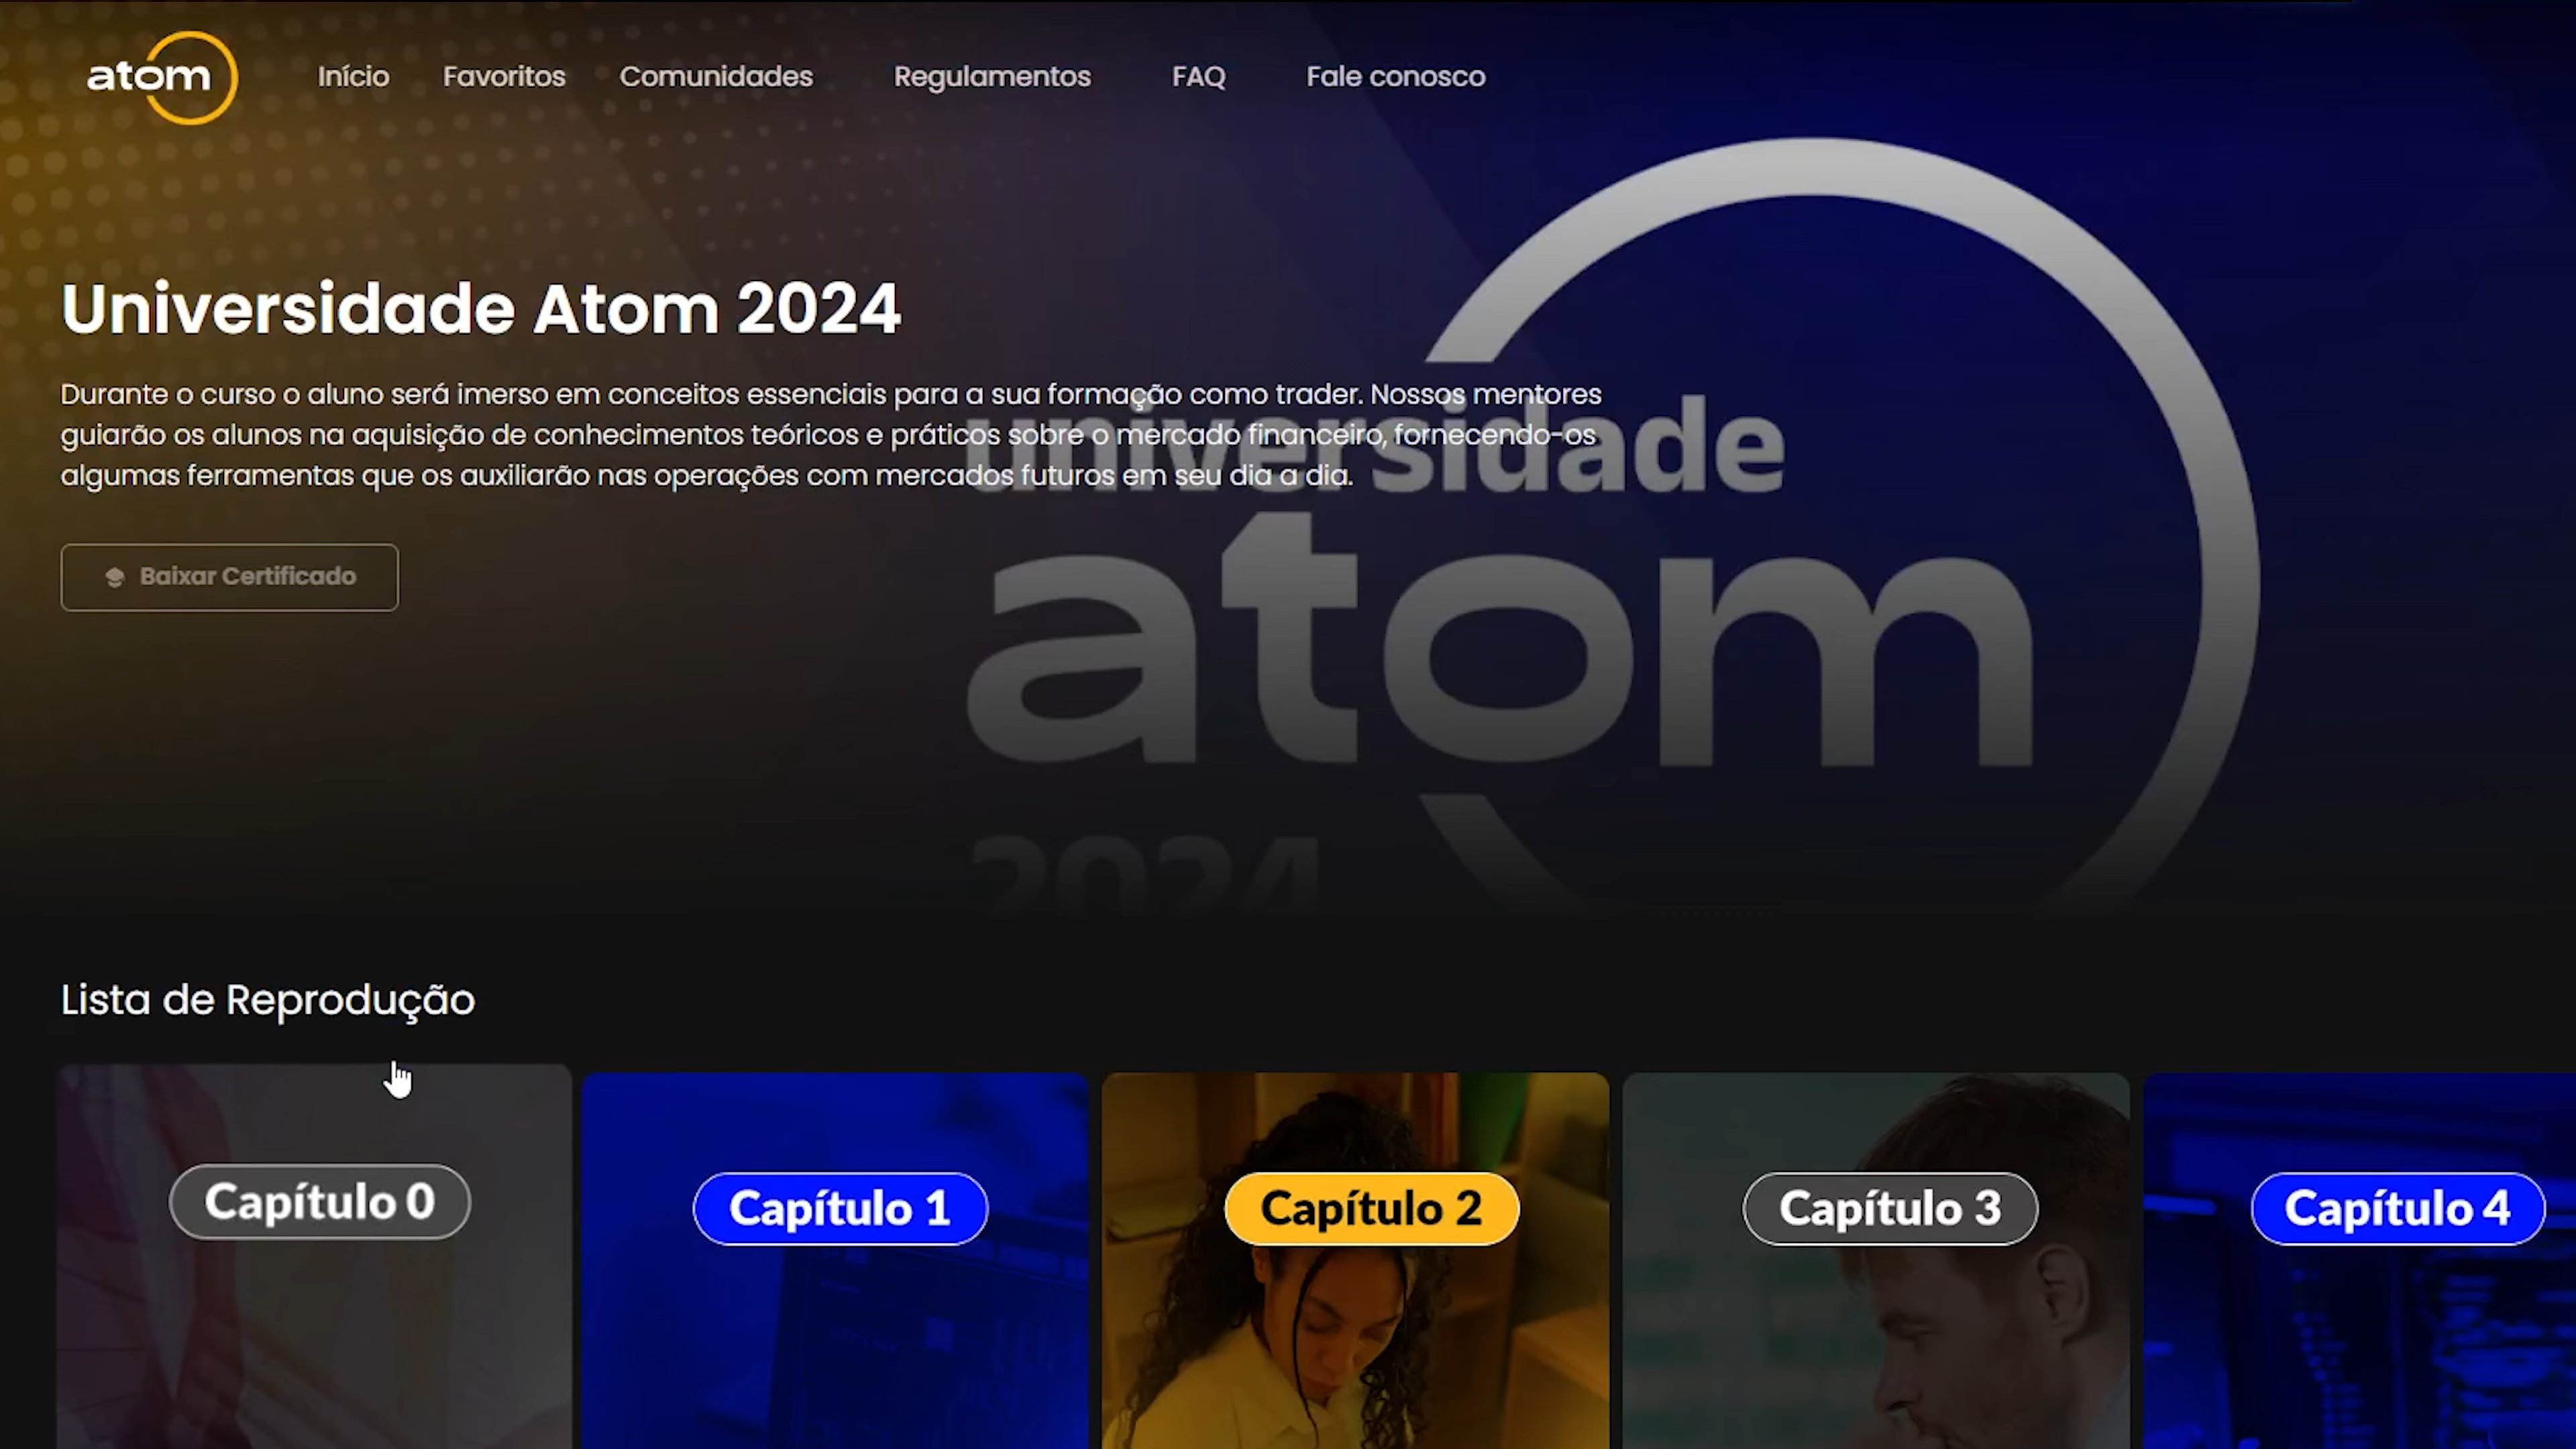 atom
Início Favoritos Comunidades Regulamentos FAQ Fale conosco
Universidade Atom 2024
Durante o curso o aluno será imerso em conceitos essenciais para a sua formação como trader. Nossos mentores
guiarão os alunos na aquisição de conhecimentos teóricos e práticos sobre o mercado financeiro, fornecendo-os
algumas ferramentas que os auxiliarão nas operações com mercados futuros em seu dia a dia.
Baixar Certificado
universidade
atom
2024
Lista de Reprodução
Capítulo 0
Capítulo 1
Capítulo 2
Capítulo 3
Capítulo 4